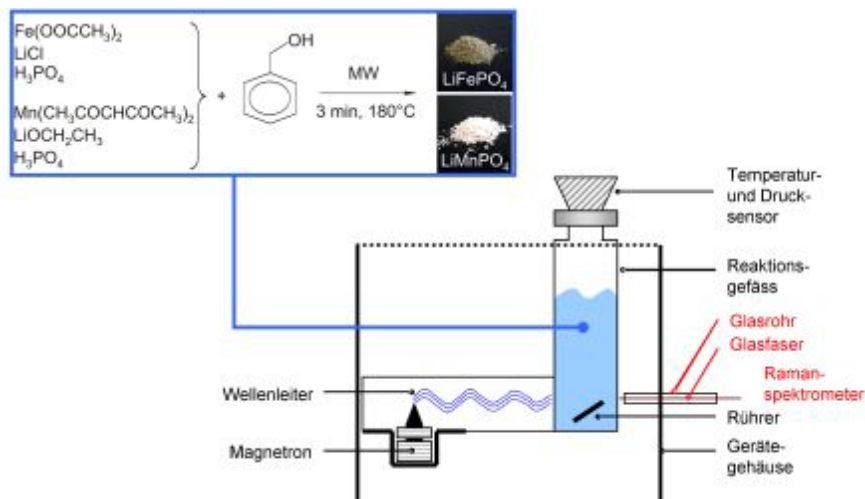 Fe(OOCCH₃)₂
LiCl
H₃PO₄
Mn(CH₃COCHCOCH₃)₂
LiOCH₂CH₃
H₃PO₄
+
OH
MW
3 min, 180°C
LiFePO₄
LiMnPO₄
Temperatur-
und Druck-
sensor
Reaktions-
gefäss
Glasrohr
Glasfaser
Raman-
spektrometer
Rührer
Geräte-
gehäuse
Wellenleiter
Magnetron